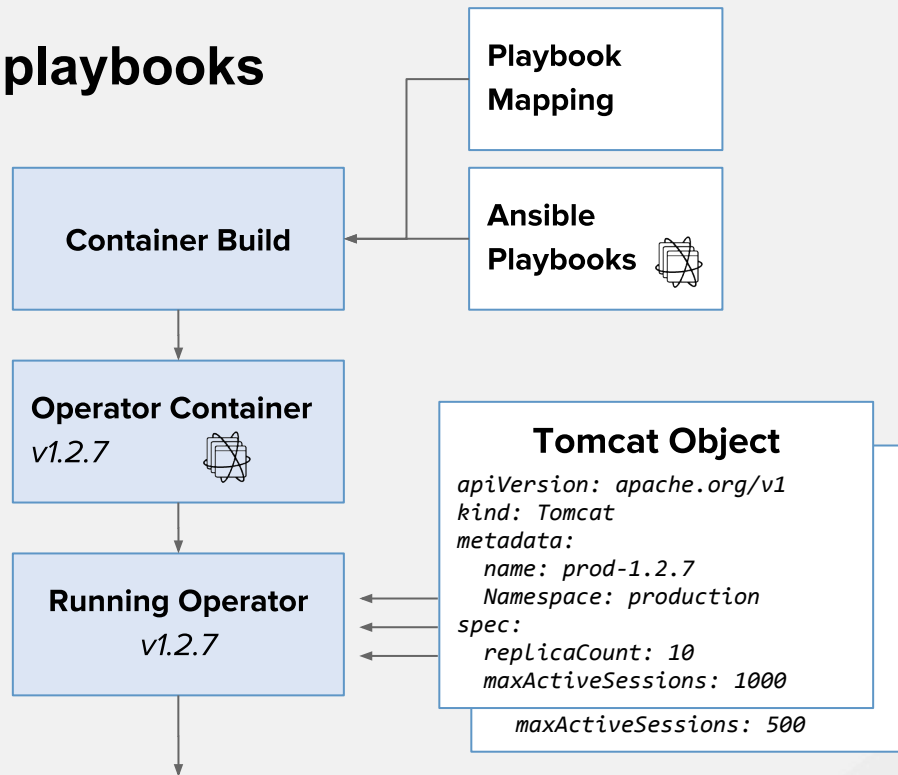 playbooks
Playbook
Mapping
Container Build
Ansible
Playbooks
Operator Container
v1.2.7
Running Operator
v1.2.7
Tomcat Object
apiVersion: apache.org/v1
kind: Tomcat
metadata:
  name: prod-1.2.7
  Namespace: production
spec:
  replicaCount: 10
  maxActiveSessions: 1000
maxActiveSessions: 500